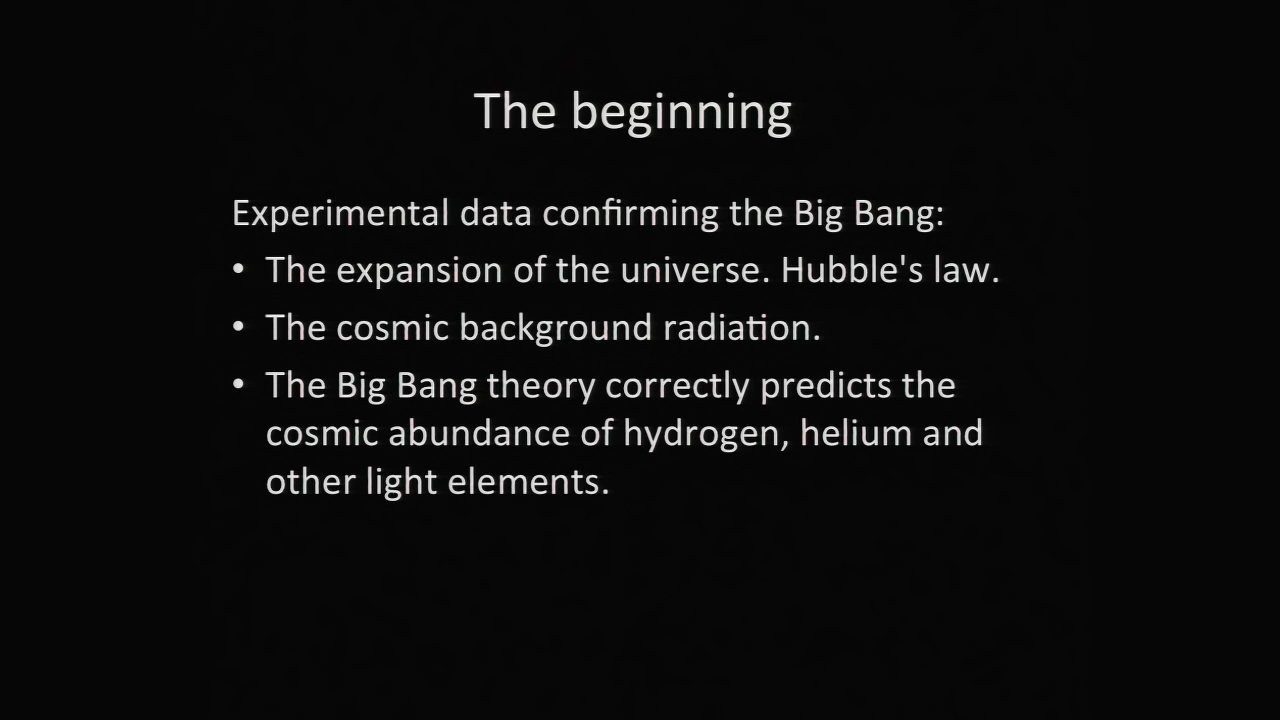 The beginning
Experimental data confirming the Big Bang:
• The expansion of the universe. Hubble's law.
• The cosmic background radiation.
• The Big Bang theory correctly predicts the
cosmic abundance of hydrogen, helium and
other light elements.